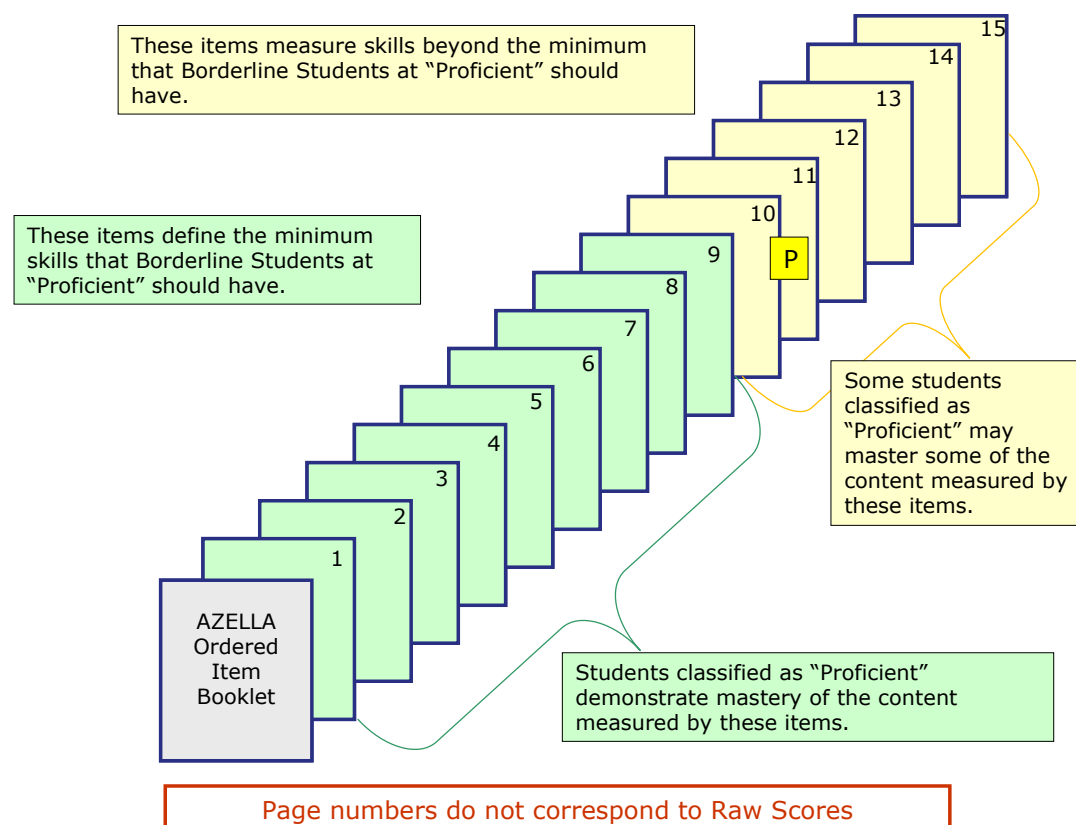 These items measure skills beyond the minimum
that Borderline Students at “Proficient” should
have.
15
14
13
12
11
10
P
These items define the minimum
skills that Borderline Students at
“Proficient” should have.
9
8
7
6
5
4
3
2
1
Some students
classified as
“Proficient” may
master some of the
content measured by
these items.
AZELLA
Ordered
Item
Booklet
Students classified as “Proficient”
demonstrate mastery of the content
measured by these items.
Page numbers do not correspond to Raw Scores